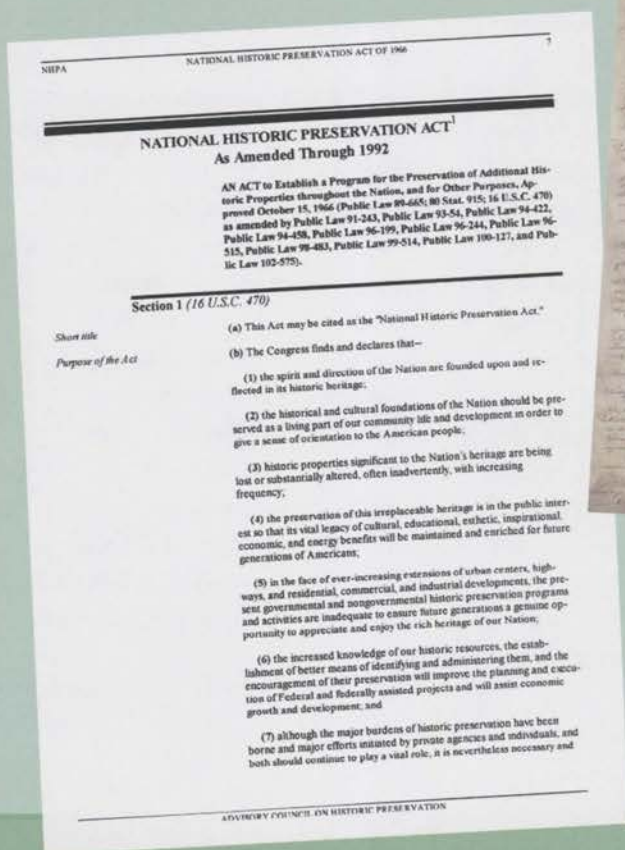 NHPA
NATIONAL HISTORIC PRESERVATION ACT OF 1966
7
NATIONAL HISTORIC PRESERVATION ACT1
As Amended Through 1992
AN ACT to Establish a Program for the Preservation of Additional His-
toric Properties throughout the Nation, and for Other Purposes, Ap-
proved October 15, 1966 (Public Law 89-665; 80 Stat. 915; 16 U.S.C. 470)
as amended by Public Law 91-243, Public Law 93-54, Public Law 94-422,
Public Law 94-458, Public Law 96-199, Public Law 96-244, Public Law 96-
515, Public Law 98-483, Public Law 99-514, Public Law 100-127, and Pub-
lic Law 102-575).
Section 1 (16 U.S.C. 470)
Short title
(a) This Act may be cited as the "National Historic Preservation Act."
Purpose of the Act
(b) The Congress finds and declares that—
(1) the spirit and direction of the Nation are founded upon and re-
flected in its historic heritage;
(2) the historical and cultural foundations of the Nation should be pre-
served as a living part of our community life and development in order to
give a sense of orientation to the American people;
(3) historic properties significant to the Nation's heritage are being
lost or substantially altered, often inadvertently, with increasing
frequency;
(4) the preservation of this irreplaceable heritage is in the public inter-
est so that its vital legacy of cultural, educational, esthetic, inspirational,
economic, and energy benefits will be maintained and enriched for future
generations of Americans;
(5) in the face of ever-increasing extensions of urban centers, high-
ways, and residential, commercial, and industrial developments, the pre-
sent governmental and nongovernmental historic preservation programs
and activities are inadequate to ensure future generations a genuine op-
portunity to appreciate and enjoy the rich heritage of our Nation;
(6) the increased knowledge of our historic resources, the estab-
lishment of better means of identifying and administering them, and the
encouragement of their preservation will improve the planning and execu-
tion of Federal and federally assisted projects and will assist economic
growth and development; and
(7) although the major burdens of historic preservation have been
borne and major efforts initiated by private agencies and individuals, and
both should continue to play a vital role, it is nevertheless necessary and
ADVISORY COUNCIL ON HISTORIC PRESERVATION